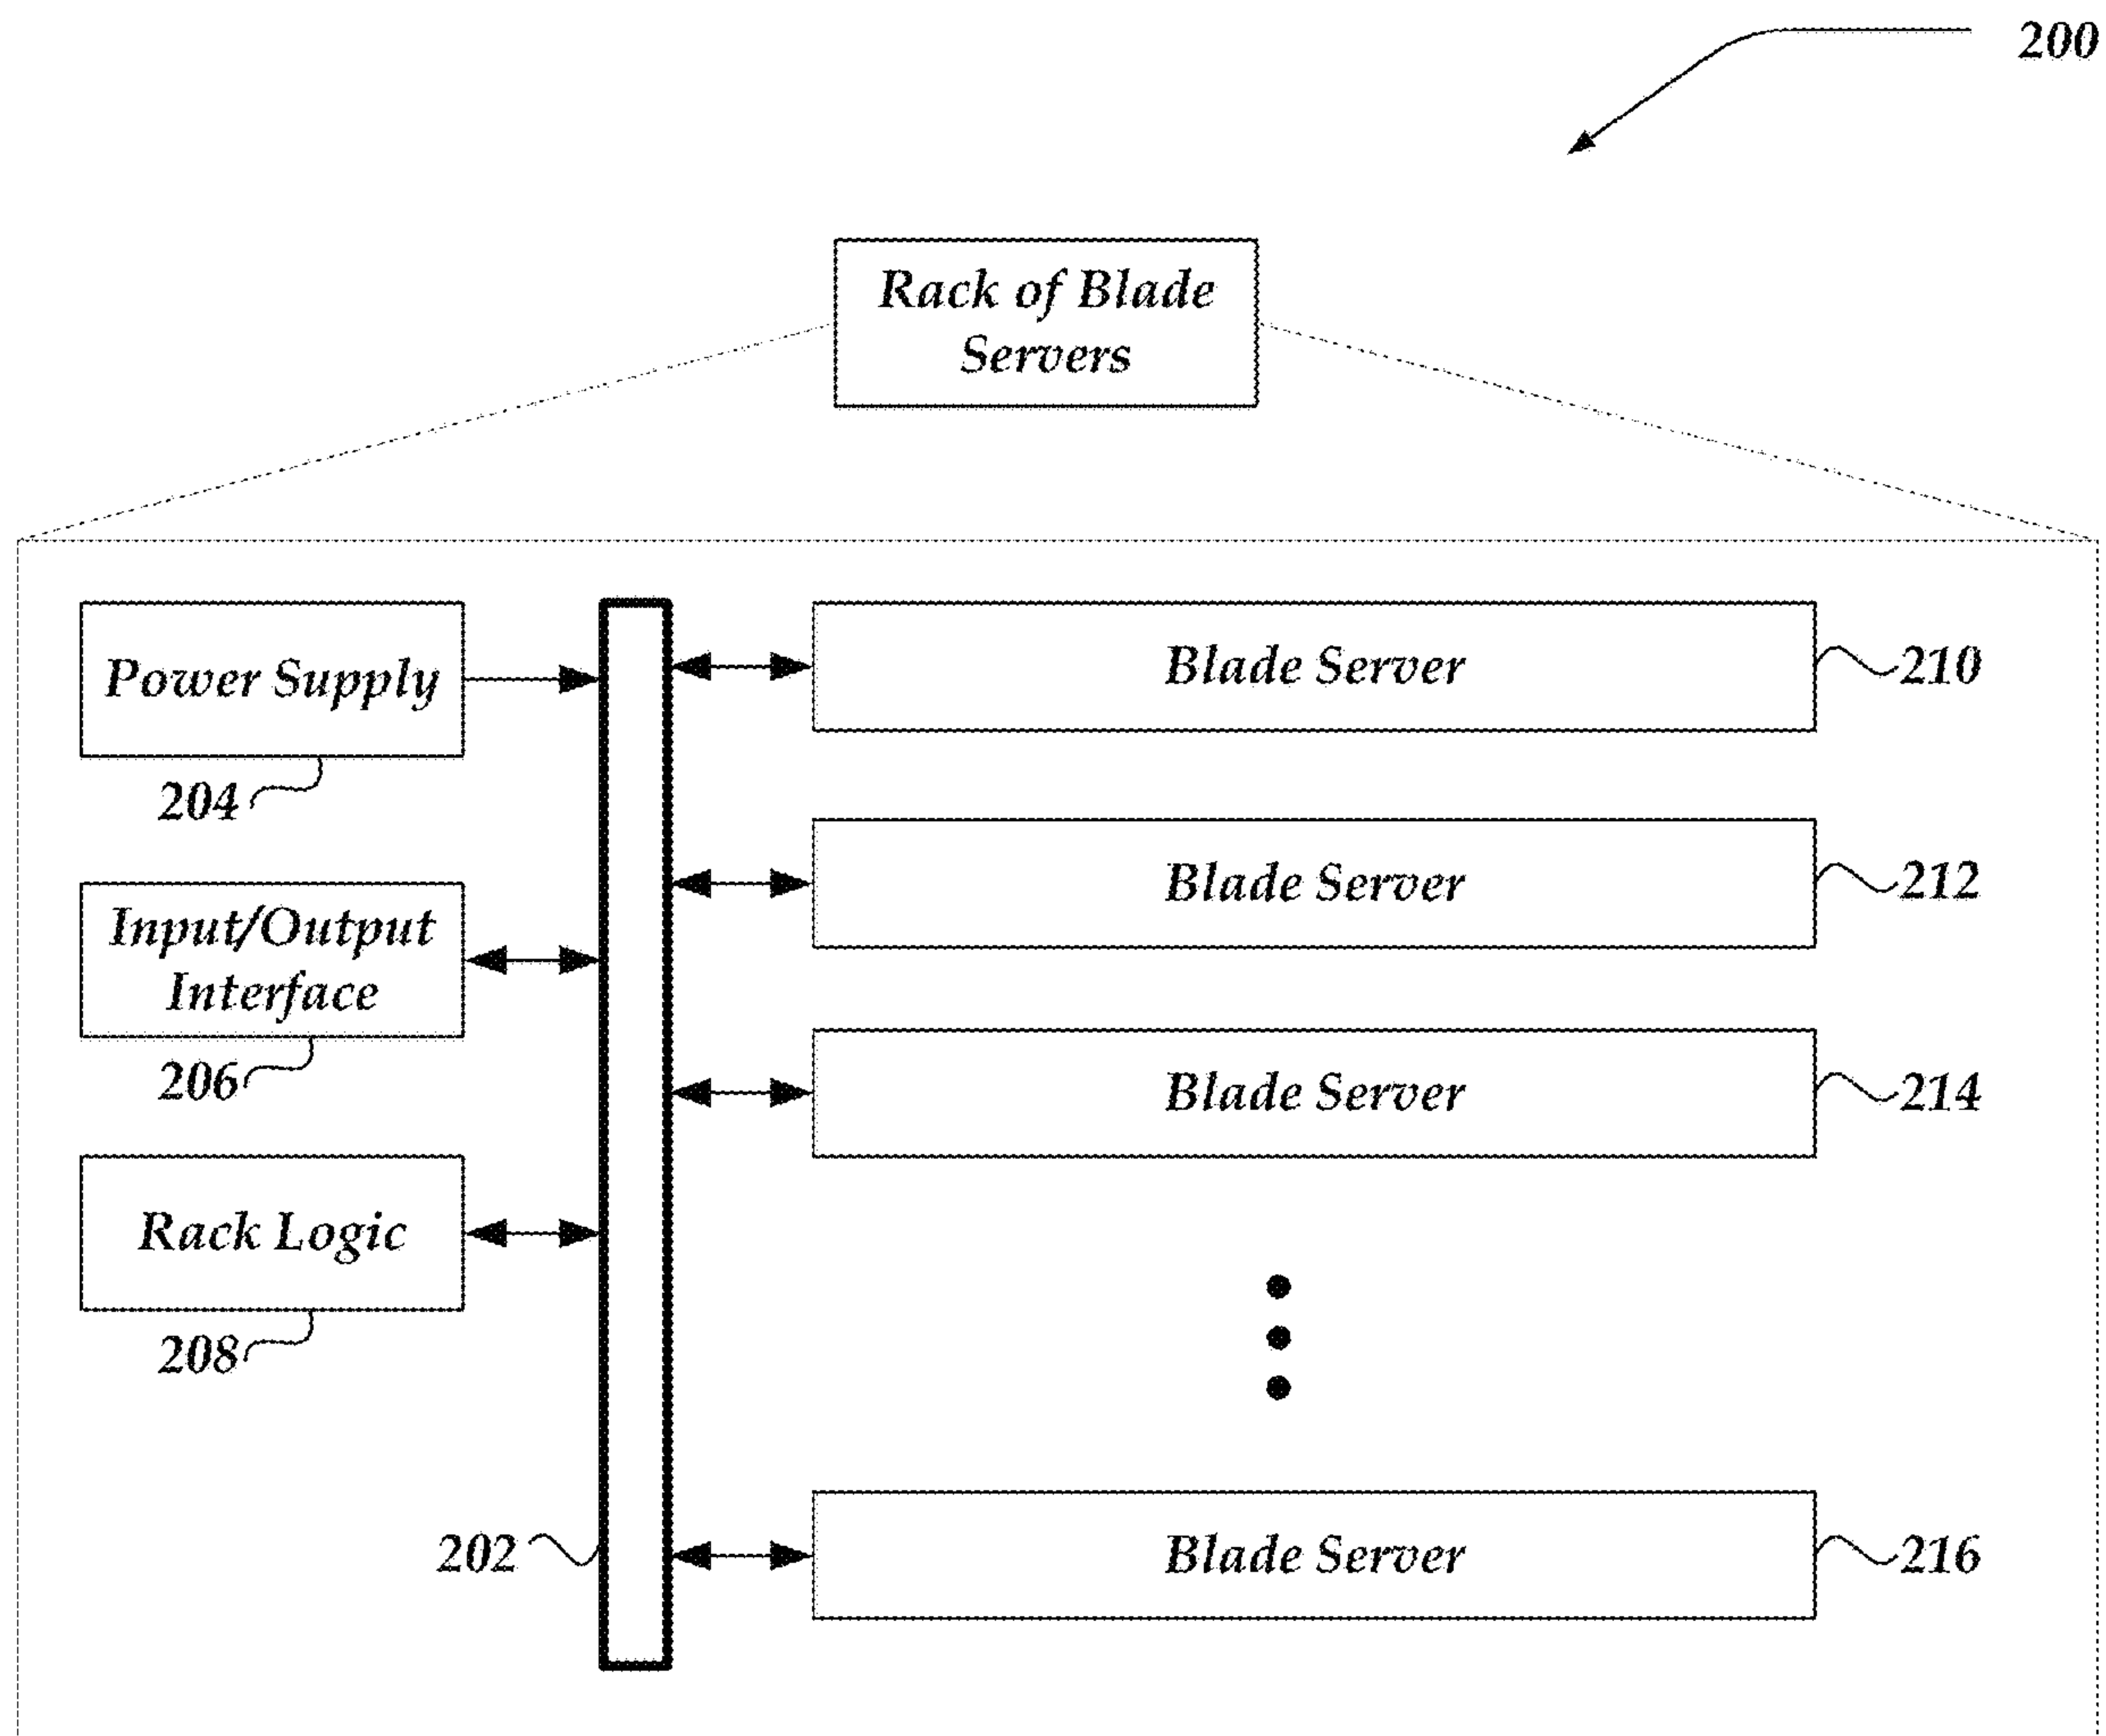 200
Rack of Blade
Servers
Power Supply
204
Input/Output
Interface
206
Rack Logic
208
202
Blade Server
210
Blade Server
212
Blade Server
214
Blade Server
216